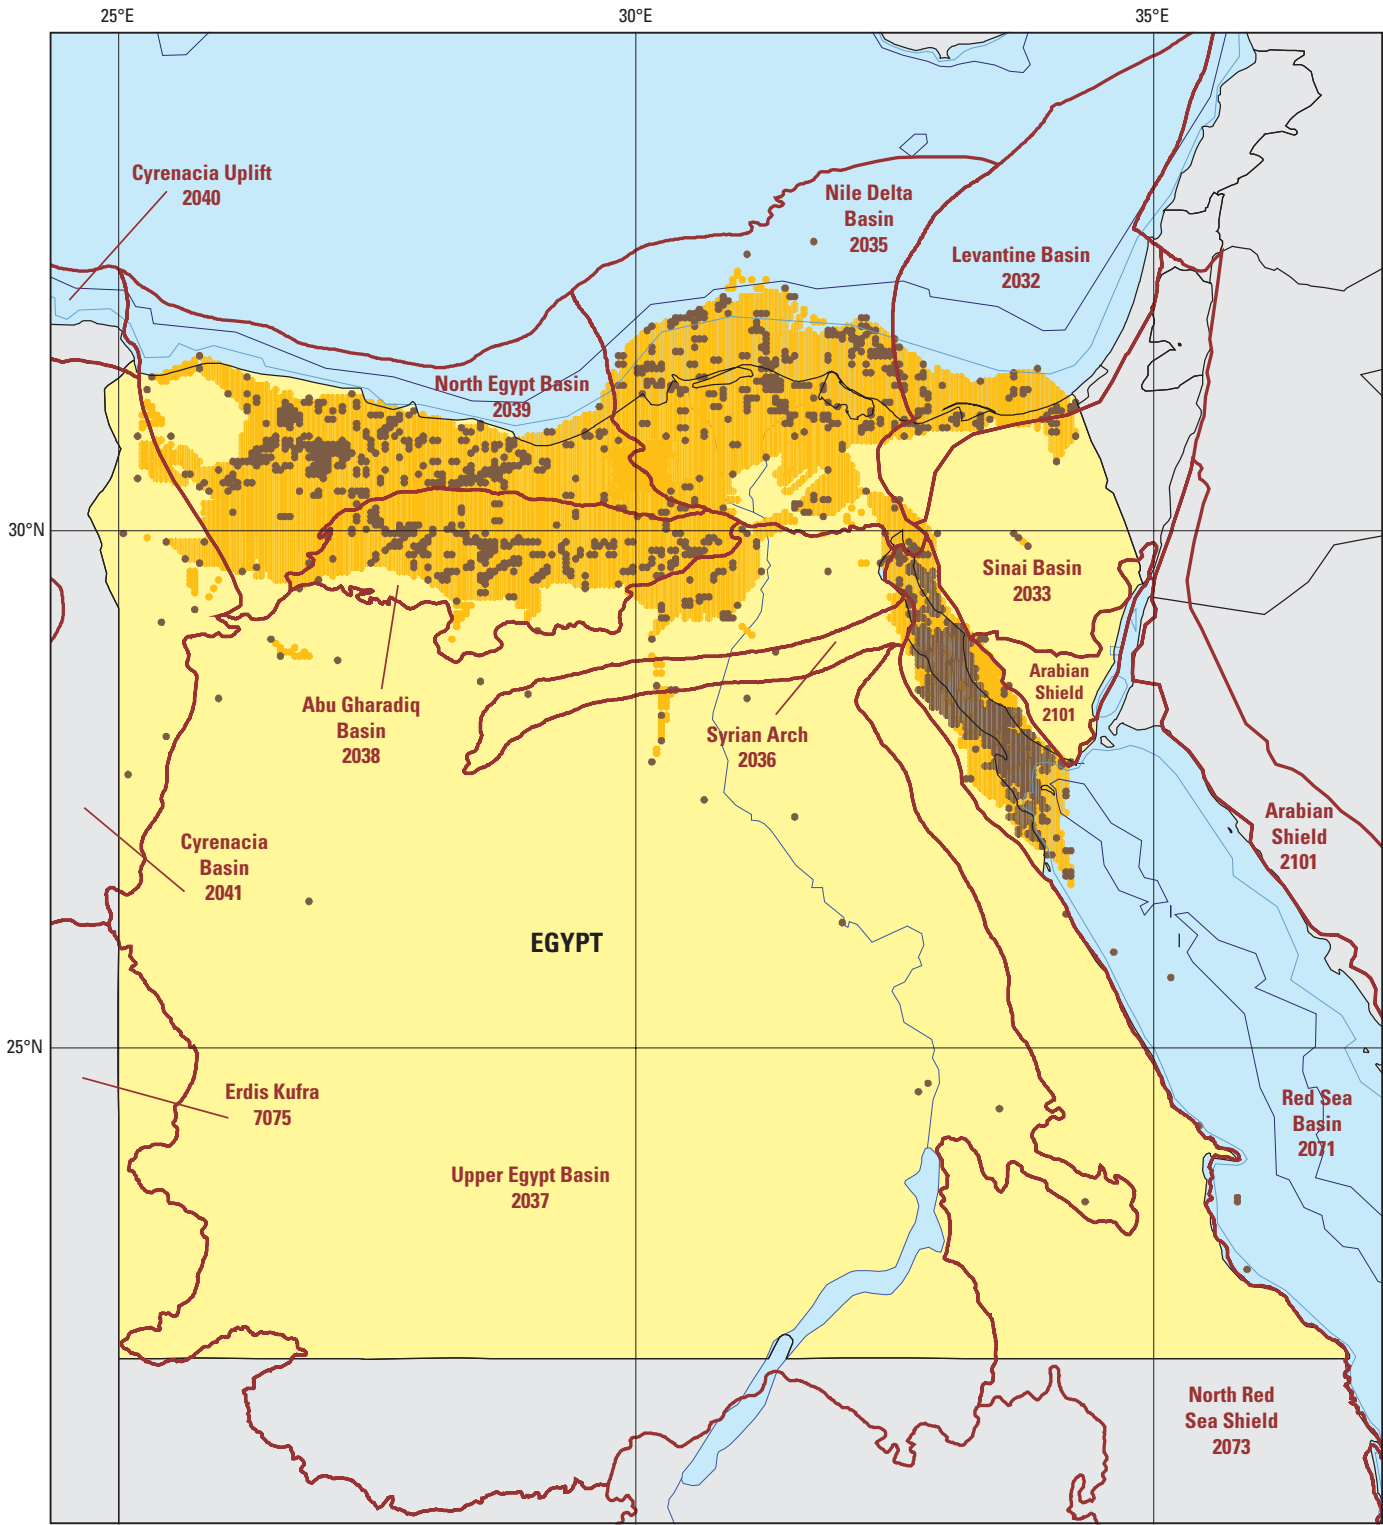 25°E
30°E
35°E
Cyrenacia Uplift
2040
Nile Delta
Basin
2035
Levantine Basin
2032
North Egypt Basin
2039
30°N
Sinai Basin
2033
Arabian
Shield
2101
Abu Gharadiq
Basin
2038
Syrian Arch
2036
Arabian
Shield
2101
Cyrenacia
Basin
2041
EGYPT
25°N
Erdis Kufra
7075
Red Sea
Basin
2071
Upper Egypt Basin
2037
North Red
Sea Shield
2073